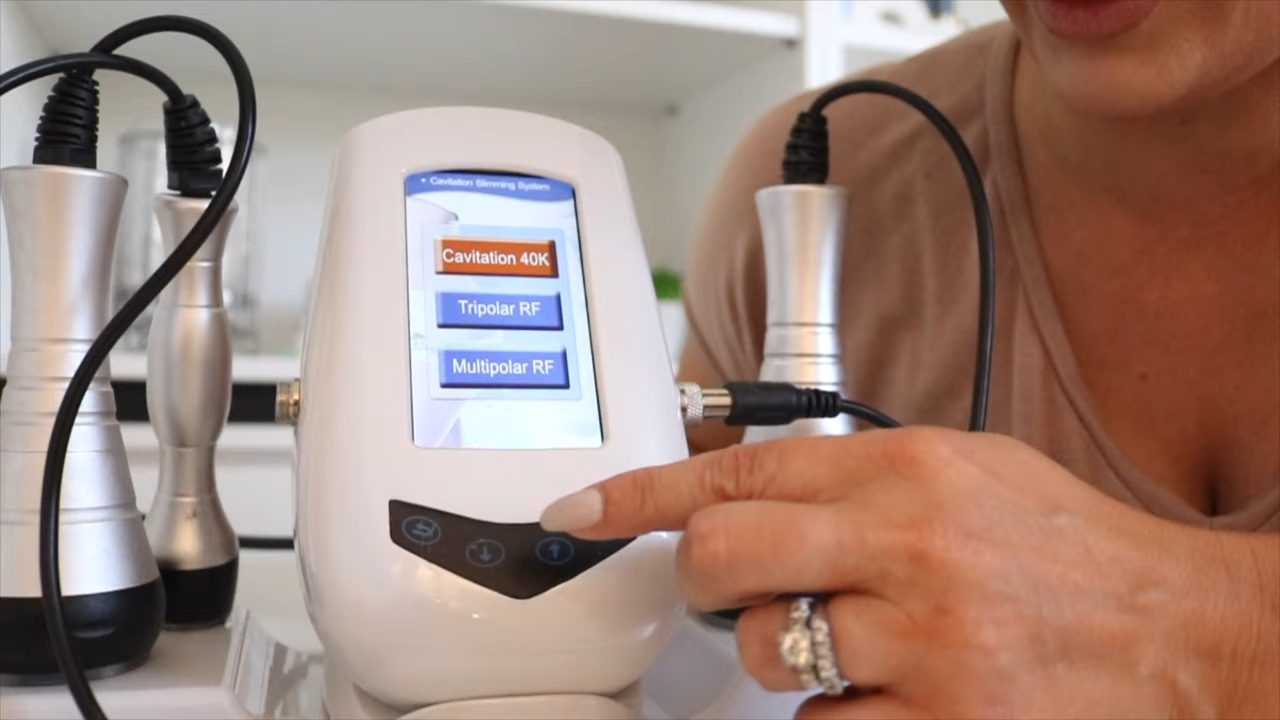 • Cavitation Slimming System
Cavitation 40K
Tripolar RF
Multipolar RF